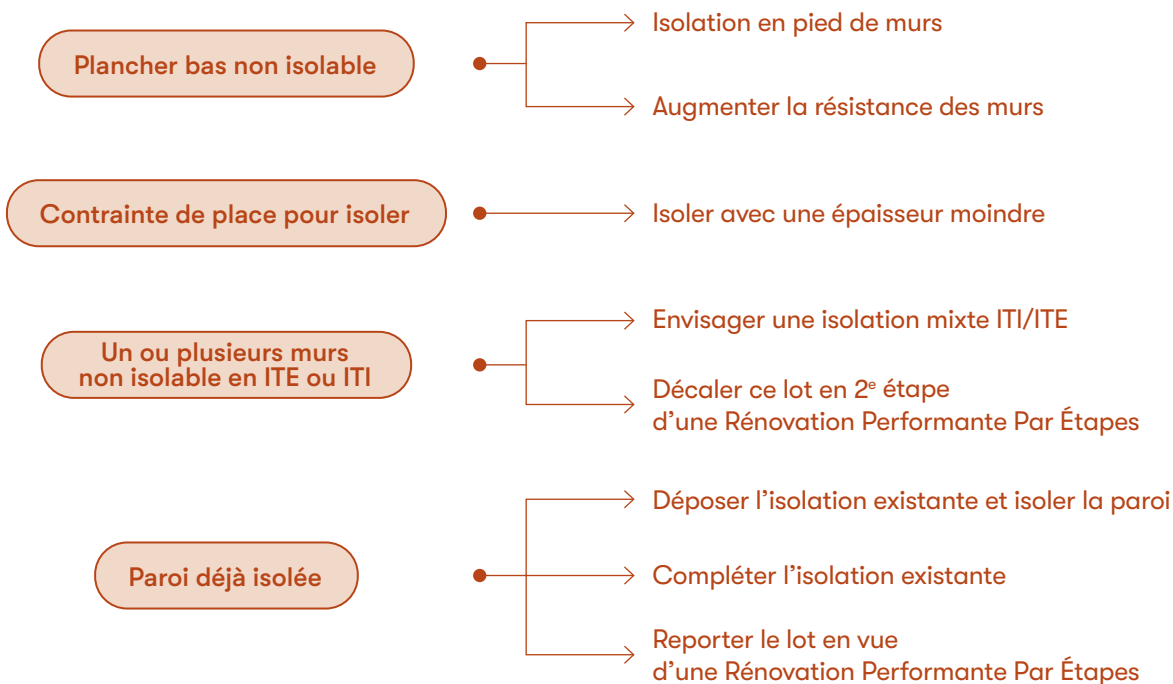 Plancher bas non isolable
Isolation en pied de murs
Augmenter la résistance des murs
Contrainte de place pour isoler
Isoler avec une épaisseur moindre
Un ou plusieurs murs
non isolable en ITE ou ITI
Envisager une isolation mixte ITI/ITE
Décaler ce lot en 2e étape
d’une Rénovation Performante Par Étapes
Paroi déjà isolée
Déposer l’isolation existante et isoler la paroi
Compléter l’isolation existante
Reporter le lot en vue
d’une Rénovation Performante Par Étapes